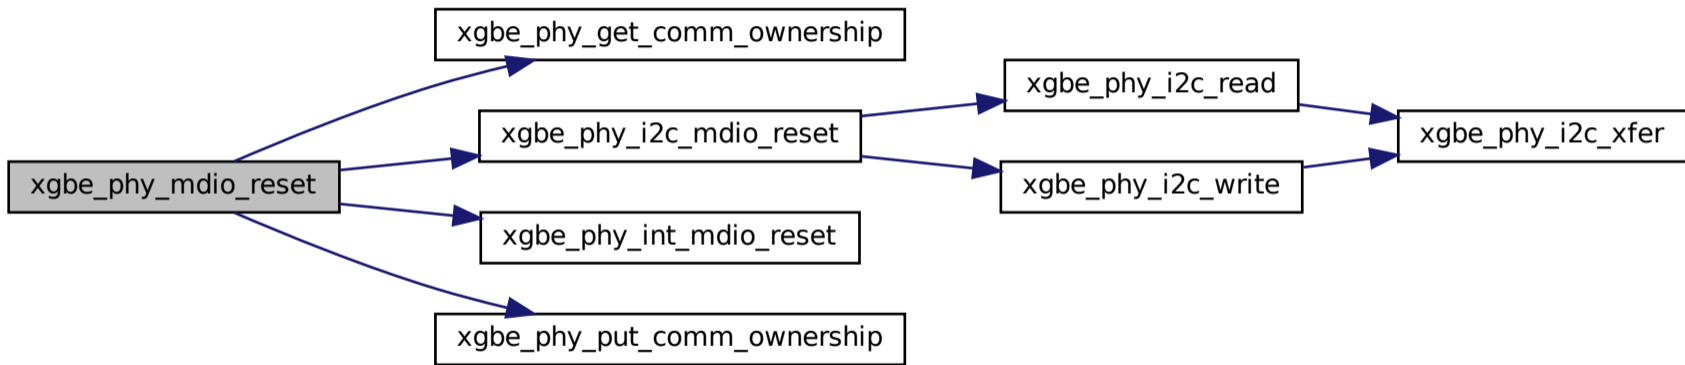 xgbe_phy_mdio_reset
xgbe_phy_get_comm_ownership
xgbe_phy_i2c_mdio_reset
xgbe_phy_int_mdio_reset
xgbe_phy_put_comm_ownership
xgbe_phy_i2c_read
xgbe_phy_i2c_write
xgbe_phy_i2c_xfer